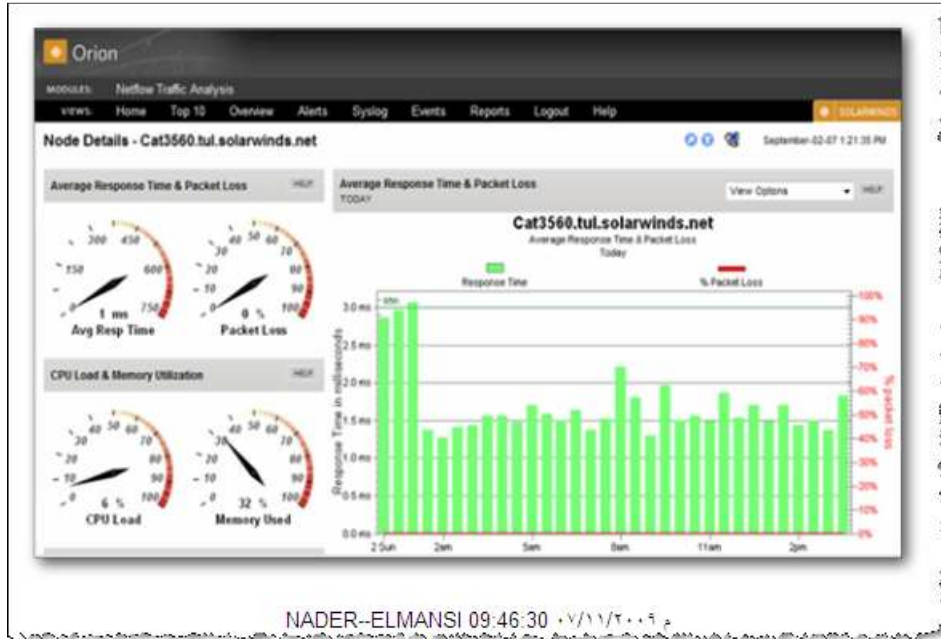 Orion
MODULES: Netflow Traffic Analysis
VIEWS: Home Top 10 Overview Alerts Syslog Events Reports Logout Help
SOLARWINDS
Node Details - Cat3560.tul.solarwinds.net
September-02-07 1:21:35 PM
Average Response Time & Packet Loss HELP
0 150 300 450 600 750
1 ms
Avg Resp Time
0 10 20 30 40 50 60 70 80 90 100
0 %
Packet Loss
CPU Load & Memory Utilization HELP
0 10 20 30 40 50 60 70 80 90 100
6 %
CPU Load
0 10 20 30 40 50 60 70 80 90 100
32 %
Memory Used
Average Response Time & Packet Loss
TODAY
View Options HELP
Cat3560.tul.solarwinds.net
Average Response Time & Packet Loss
Today
Response Time % Packet Loss
Response Time in milliseconds
3.0 ms
2.5 ms
2.0 ms
1.5 ms
1.0 ms
0.5 ms
0.0 ms
100%
90%
80%
70%
60%
50%
40%
30%
20%
10%
0%
% packet loss
2 Sun 2am 5am 8am 11am 2pm
NADER--ELMANSI 09:46:30 ٠٧/١١/٢٠٠٩ م